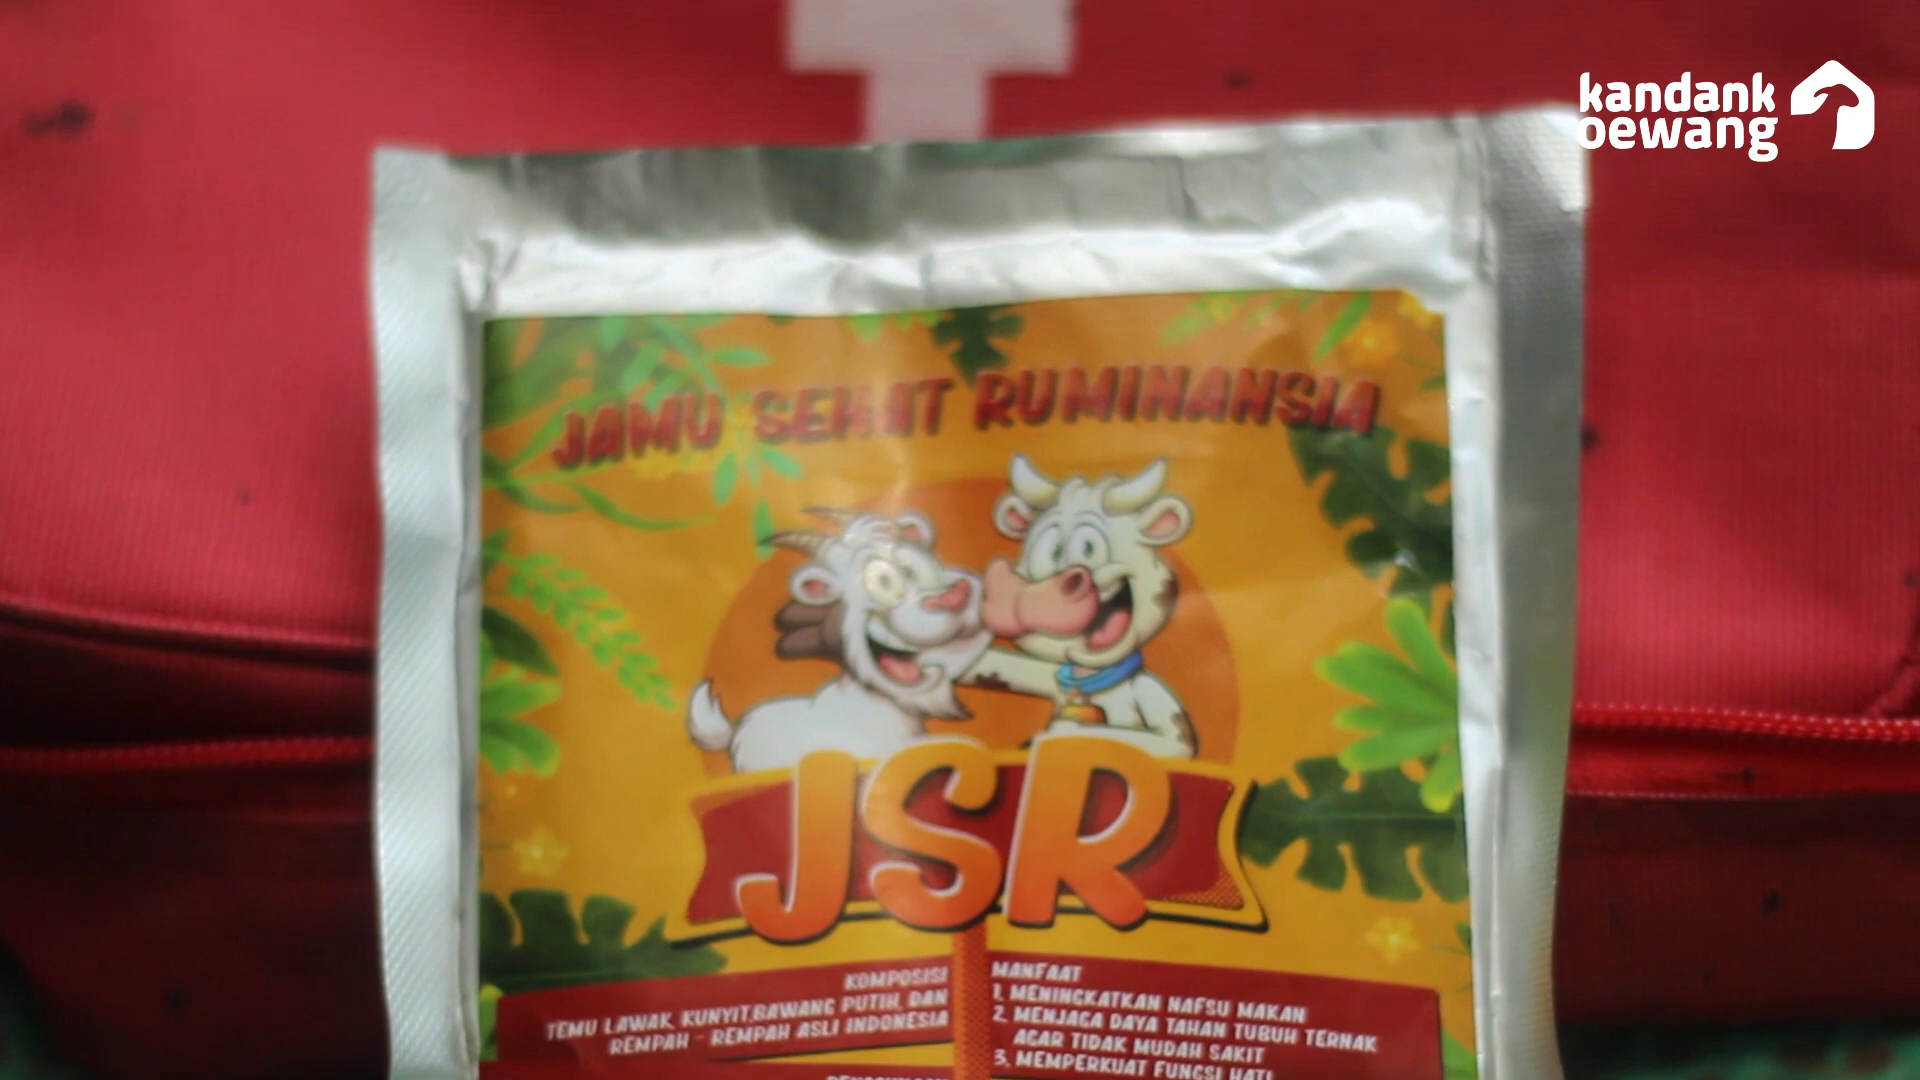 kandank
oewang
JAMU SEHAT RUMINANSIA
JSR
KOMPOSISI
TEMU LAWAK, KUNYIT,BAWANG PUTIH, DAN
REMPAH - REMPAH ASLI INDONESIA
MANFAAT
1. MENINGKATKAN NAFSU MAKAN
2. MENJAGA DAYA TAHAN TUBUH TERNAK
AGAR TIDAK MUDAH SAKIT
3. MEMPERKUAT FUNGSI HATI